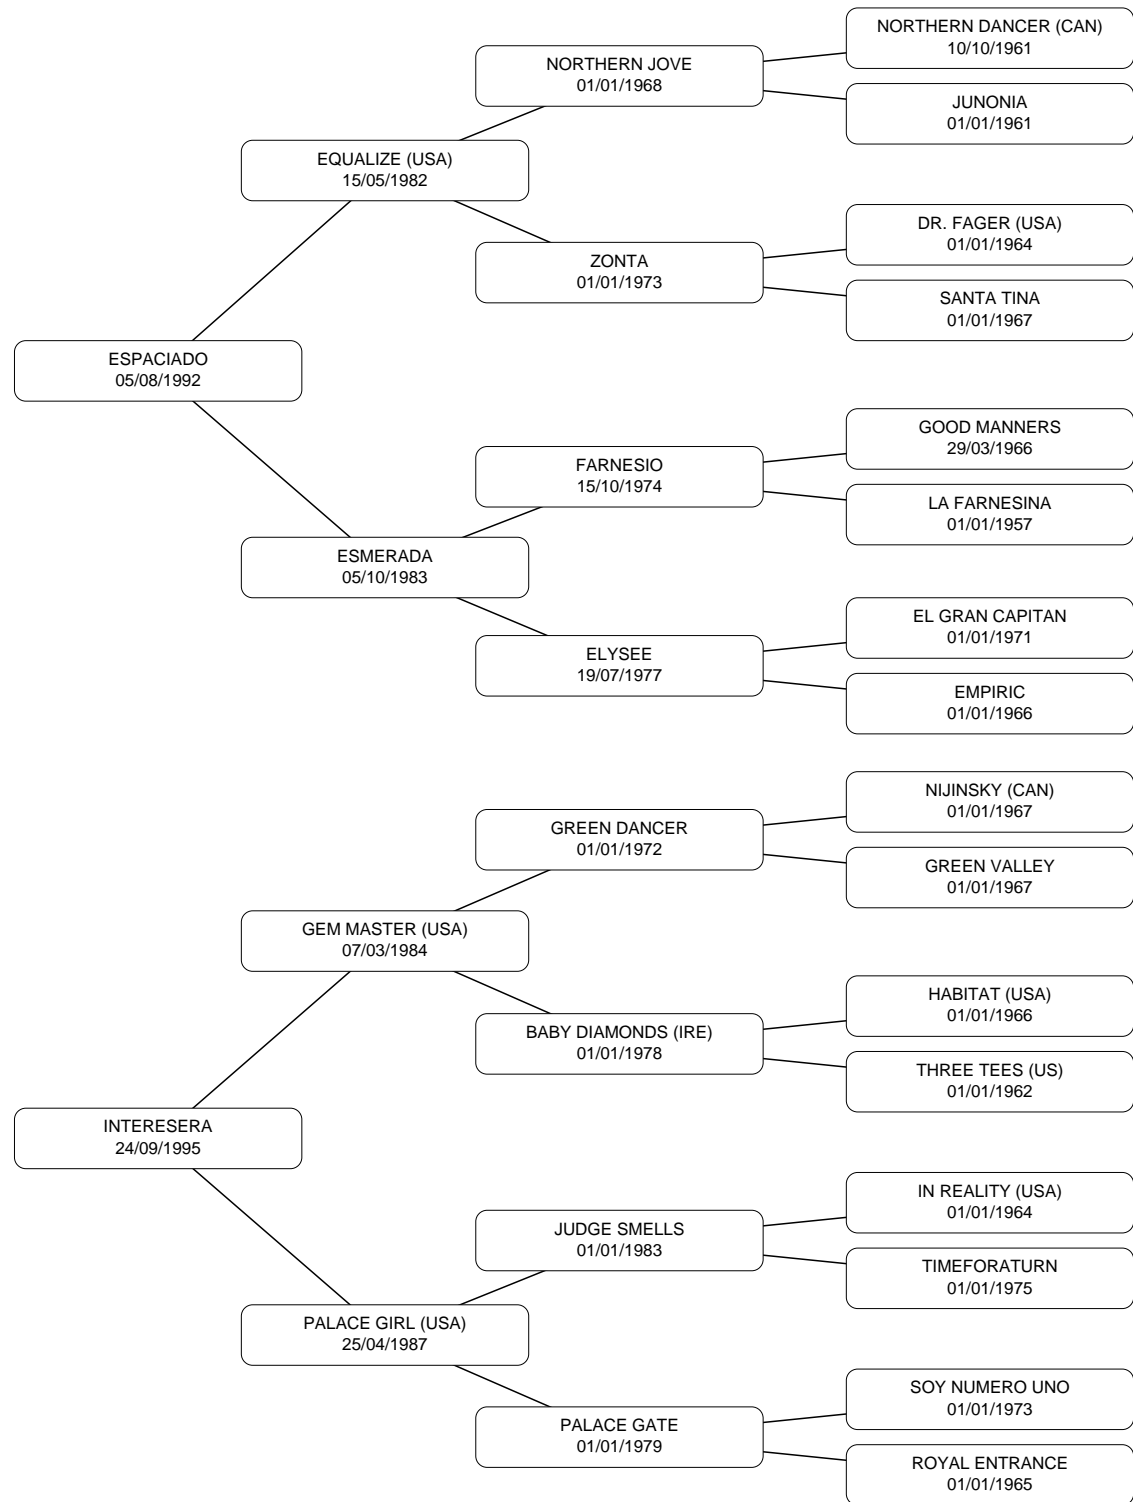 NORTHERN DANCER (CAN)
10/10/1961
NORTHERN JOVE
01/01/1968
JUNONIA
01/01/1961
EQUALIZE (USA)
15/05/1982
DR. FAGER (USA)
01/01/1964
ZONTA
01/01/1973
SANTA TINA
01/01/1967
ESPACIADO
05/08/1992
GOOD MANNERS
29/03/1966
FARNESIO
15/10/1974
LA FARNESINA
01/01/1957
ESMERADA
05/10/1983
EL GRAN CAPITAN
01/01/1971
ELYSEE
19/07/1977
EMPIRIC
01/01/1966
NIJINSKY (CAN)
01/01/1967
GREEN DANCER
01/01/1972
GREEN VALLEY
01/01/1967
GEM MASTER (USA)
07/03/1984
HABITAT (USA)
01/01/1966
BABY DIAMONDS (IRE)
01/01/1978
THREE TEES (US)
01/01/1962
INTERESERA
24/09/1995
IN REALITY (USA)
01/01/1964
JUDGE SMELLS
01/01/1983
TIMEFORATURN
01/01/1975
PALACE GIRL (USA)
25/04/1987
SOY NUMERO UNO
01/01/1973
PALACE GATE
01/01/1979
ROYAL ENTRANCE
01/01/1965